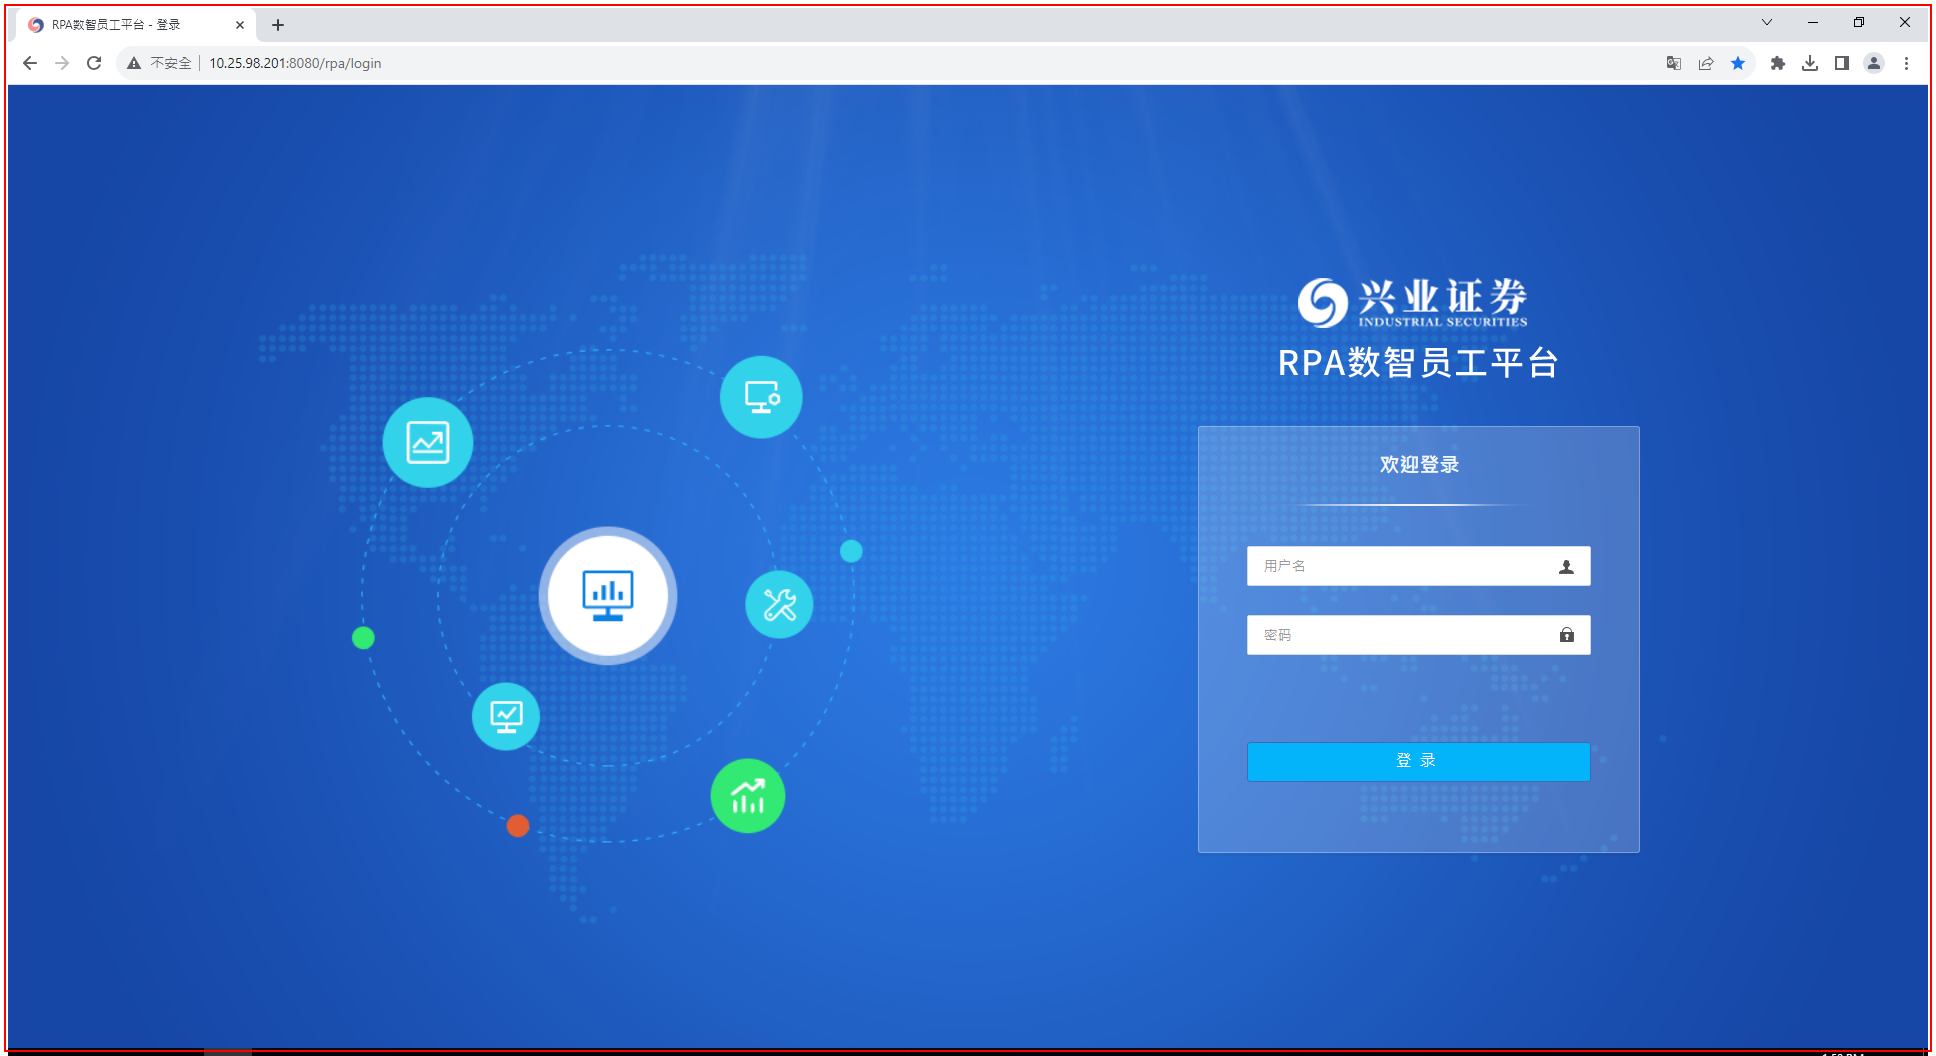 RPA数智员工平台 - 登录
不安全
10.25.98.201:8080/rpa/login
兴业证券
INDUSTRIAL SECURITIES
RPA数智员工平台
欢迎登录
用户名
密码
登 录